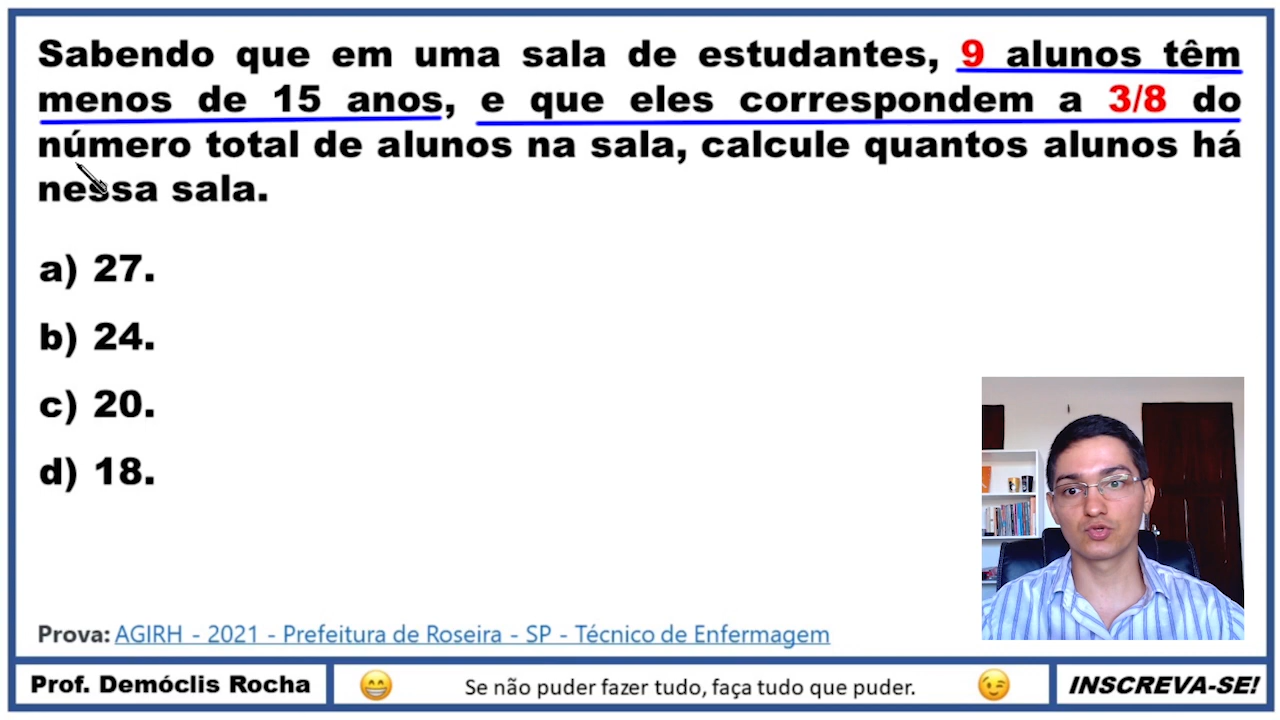 Sabendo que em uma sala de estudantes, 9 alunos têm
menos de 15 anos, e que eles correspondem a 3/8 do
número total de alunos na sala, calcule quantos alunos há
nessa sala.
a) 27.
b) 24.
c) 20.
d) 18.
Prova: AGIRH - 2021 - Prefeitura de Roseira - SP - Técnico de Enfermagem
Prof. Demóclis Rocha
Se não puder fazer tudo, faça tudo que puder.
INSCREVA-SE!